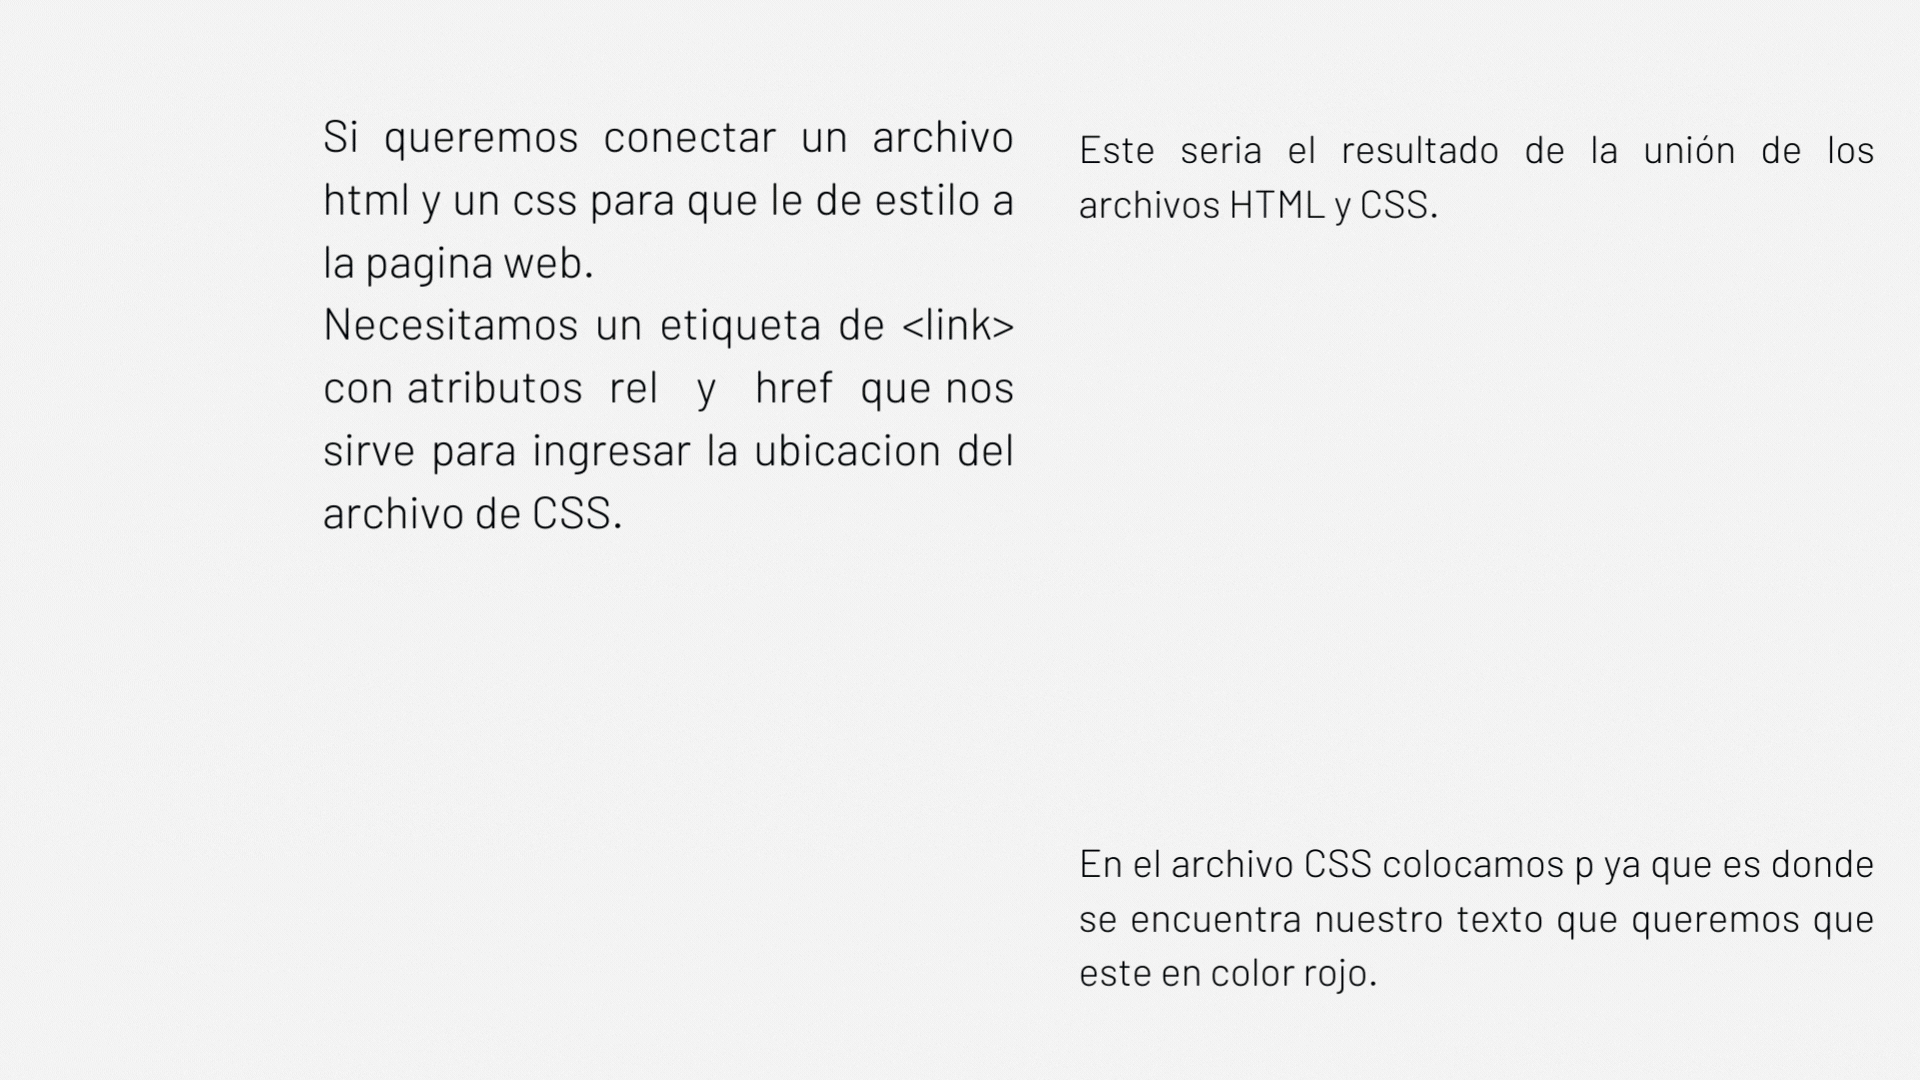 Si queremos conectar un archivo
html y un css para que le de estilo a
la pagina web.
Necesitamos un etiqueta de <link>
con atributos rel y href que nos
sirve para ingresar la ubicacion del
archivo de CSS.
Este seria el resultado de la unión de los
archivos HTML y CSS.
En el archivo CSS colocamos p ya que es donde
se encuentra nuestro texto que queremos que
este en color rojo.